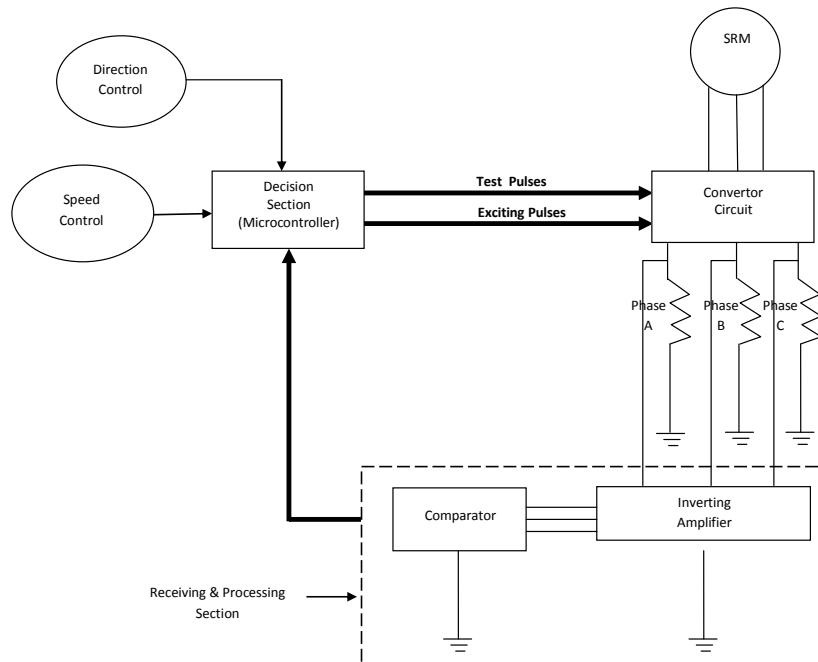 SRM
Direction
Control
Speed
Control
Decision
Section
(Microcontroller)
Test Pulses
Exciting Pulses
Convertor
Circuit
Phase
A
Phase
B
Phase
C
Comparator
Inverting
Amplifier
Receiving & Processing
Section